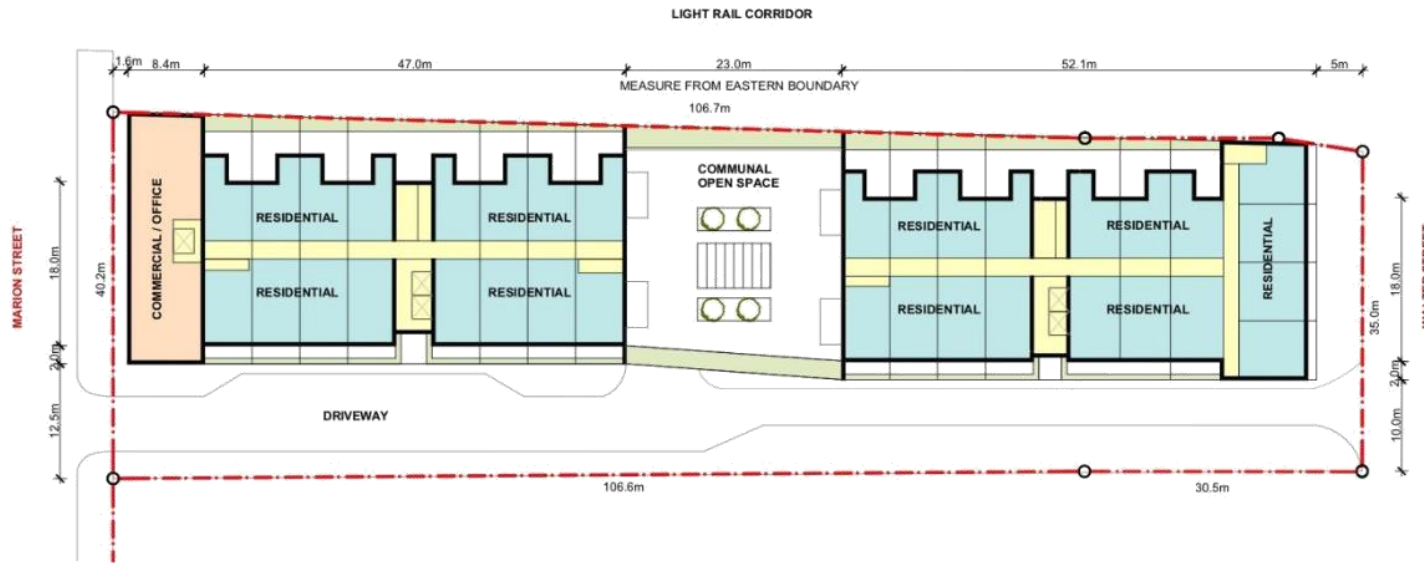 LIGHT RAIL CORRIDOR
1.6m
8.4m
47.0m
23.0m
52.1m
5m
MEASURE FROM EASTERN BOUNDARY
106.7m
COMMUNAL
OPEN SPACE
MARION STREET
COMMERCIAL / OFFICE
RESIDENTIAL
RESIDENTIAL
RESIDENTIAL
RESIDENTIAL
RESIDENTIAL
RESIDENTIAL
RESIDENTIAL
RESIDENTIAL
RESIDENTIAL
18.0m
40.2m
2.0m
12.5m
18.0m
35.0m
2.0m
10.0m
DRIVEWAY
106.6m
30.5m